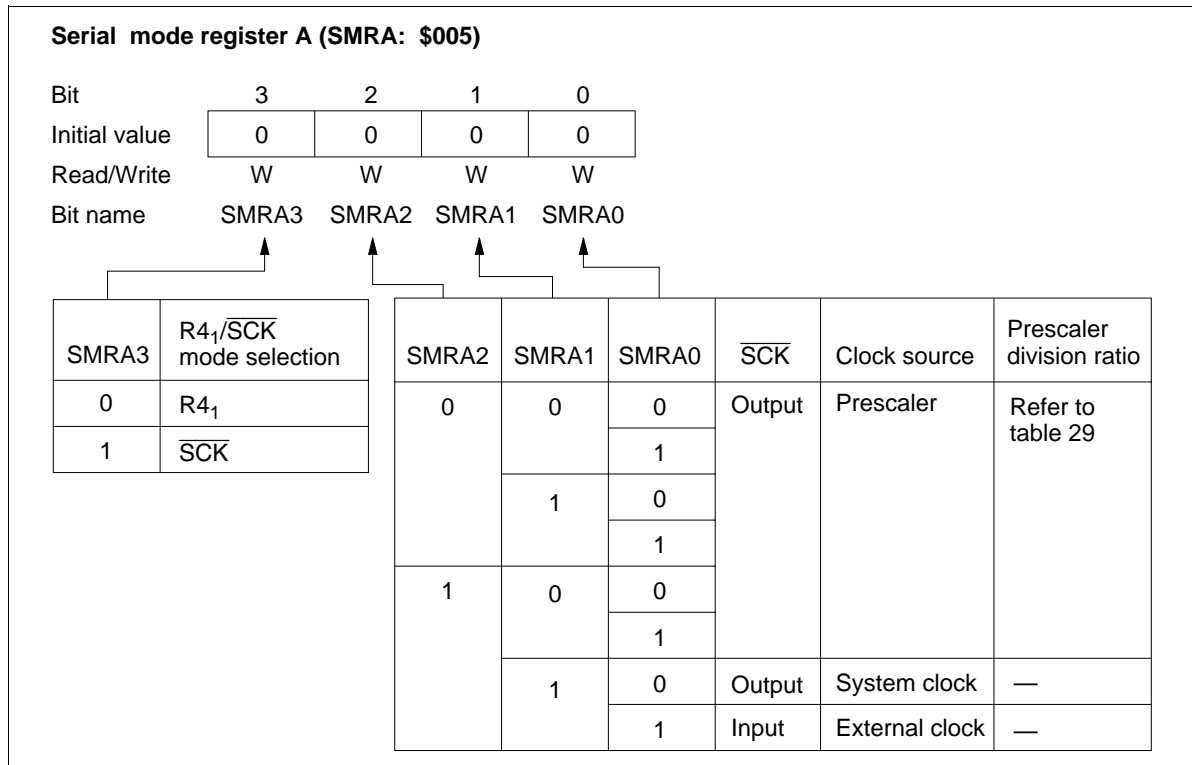 Serial mode register A (SMRA: $005)
Bit 3 2 1 0
Initial value 0 0 0 0
Read/Write W W W W
Bit name SMRA3 SMRA2 SMRA1 SMRA0
SMRA3 R4₁/S̅C̅K̅ mode selection
0 R4₁
1 S̅C̅K̅
SMRA2 SMRA1 SMRA0 S̅C̅K̅ Clock source Prescaler division ratio
0 0 0 Output Prescaler Refer to table 29
1
1 0
1
1 0 0
1
1 0 Output System clock —
1 Input External clock —